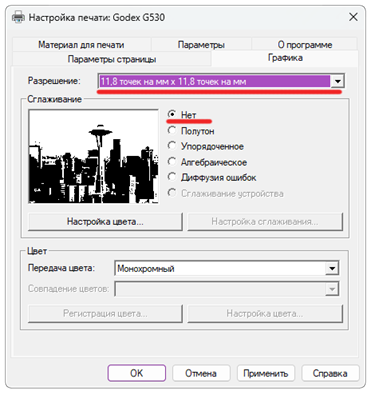 Настройка печати: Godex G530
Материал для печати
Параметры
О программе
Параметры страницы
Графика
Разрешение:
11,8 точек на мм x 11,8 точек на мм
Сглаживание
Нет
Полутон
Упорядоченное
Алгебраическое
Диффузия ошибок
Сглаживание устройства
Настройка цвета...
Настройка сглаживания...
Цвет
Передача цвета:
Монохромный
Совпадение цветов:
Регистрация цвета...
Настройка цвета...
OK
Отмена
Применить
Справка